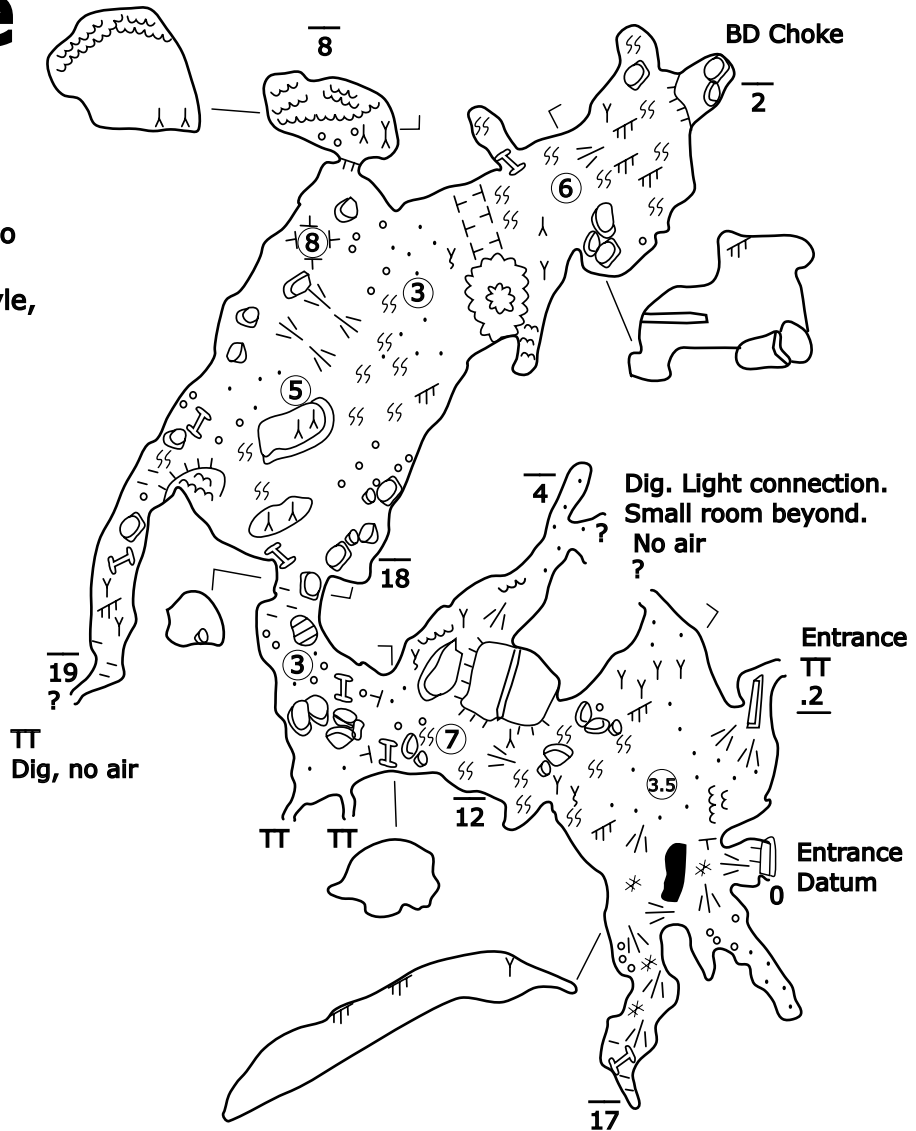 e
8
BD Choke
2
6
o
8
yle,
3
5
4
Dig. Light connection.
Small room beyond.
No air
?
?
18
Entrance
TT
.2
3
19
?
TT
Dig, no air
7
3.5
12
TT TT
Entrance
Datum
0
17